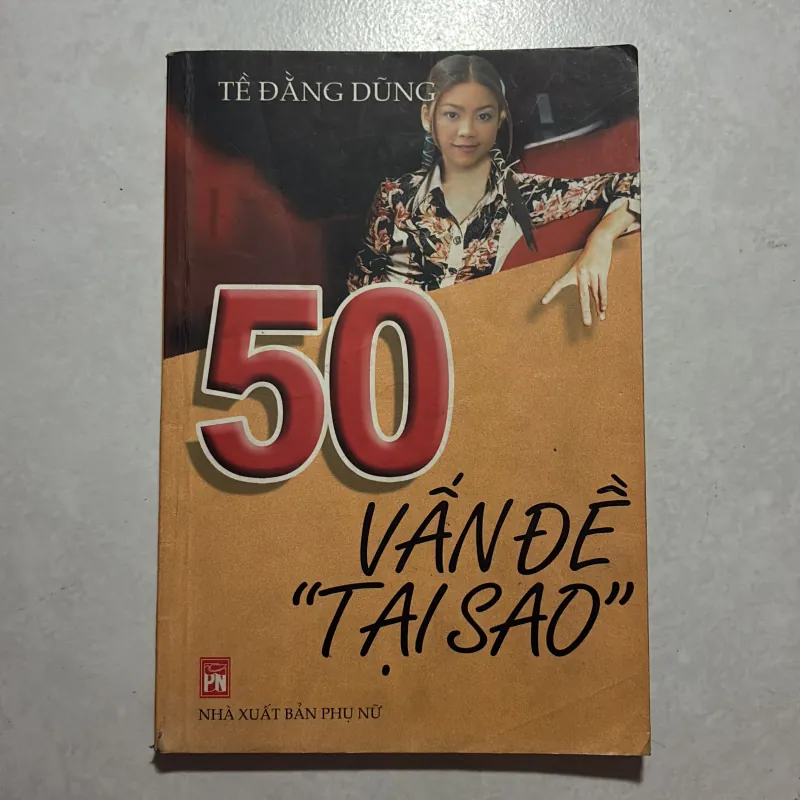 TỀ ĐẰNG DŨNG
50
VẤN ĐỀ
"TẠI SAO"
PN
NHÀ XUẤT BẢN PHỤ NỮ